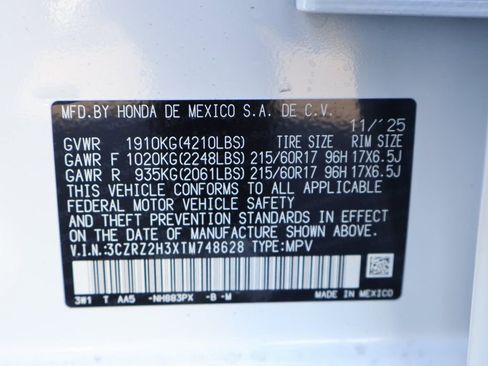 MFD.BY HONDA DE MEXICO S.A. DE C.V.
11/'25
GVWR 1910KG(4210LBS) TIRE SIZE RIM SIZE
GAWR F 1020KG(2248LBS) 215/60R17 96H 17X6.5J
GAWR R 935KG(2061LBS) 215/60R17 96H 17X6.5J
THIS VEHICLE CONFORMS TO ALL APPLICABLE
FEDERAL MOTOR VEHICLE SAFETY
AND THEFT PREVENTION STANDARDS IN EFFECT
ON THE DATE OF MANUFACTURE SHOWN ABOVE.
V.I.N.:3CZRZ2H3XTM748628 TYPE:MPV
3W1 T AA5 -NH883PX -B -M
MADE IN MEXICO